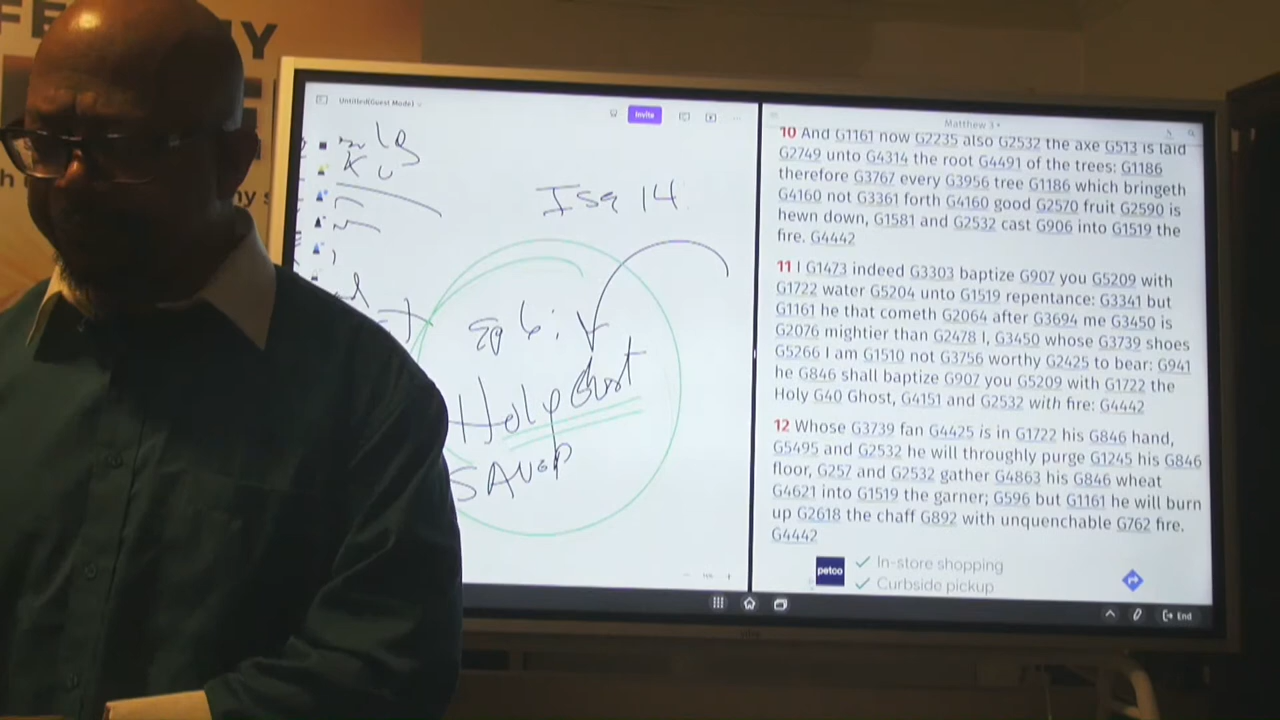 Untitled(Guest Mode)
Invite
Isa 14
Holy Ghost
Matthew 3
10 And G1161 now G2235 also G2532 the axe G513 is laid
G2749 unto G4314 the root G4491 of the trees: G1186
therefore G3767 every G3956 tree G1186 which bringeth
G4160 not G3361 forth G4160 good G2570 fruit G2590 is
hewn down, G1581 and G2532 cast G906 into G1519 the
fire. G4442
11 I G1473 indeed G3303 baptize G907 you G5209 with
G1722 water G5204 unto G1519 repentance: G3341 but
G1161 he that cometh G2064 after G3694 me G3450 is
G2076 mightier than G2478 I, G3450 whose G3739 shoes
G5266 I am G1510 not G3756 worthy G2425 to bear: G941
he G846 shall baptize G907 you G5209 with G1722 the
Holy G40 Ghost, G4151 and G2532 with fire: G4442
12 Whose G3739 fan G4425 is in G1722 his G846 hand,
G5495 and G2532 he will throughly purge G1245 his G846
floor, G257 and G2532 gather G4863 his G846 wheat
G4621 into G1519 the garner; G596 but G1161 he will burn
up G2618 the chaff G892 with unquenchable G762 fire.
G4442
petco
In-store shopping
Curbside pickup
End